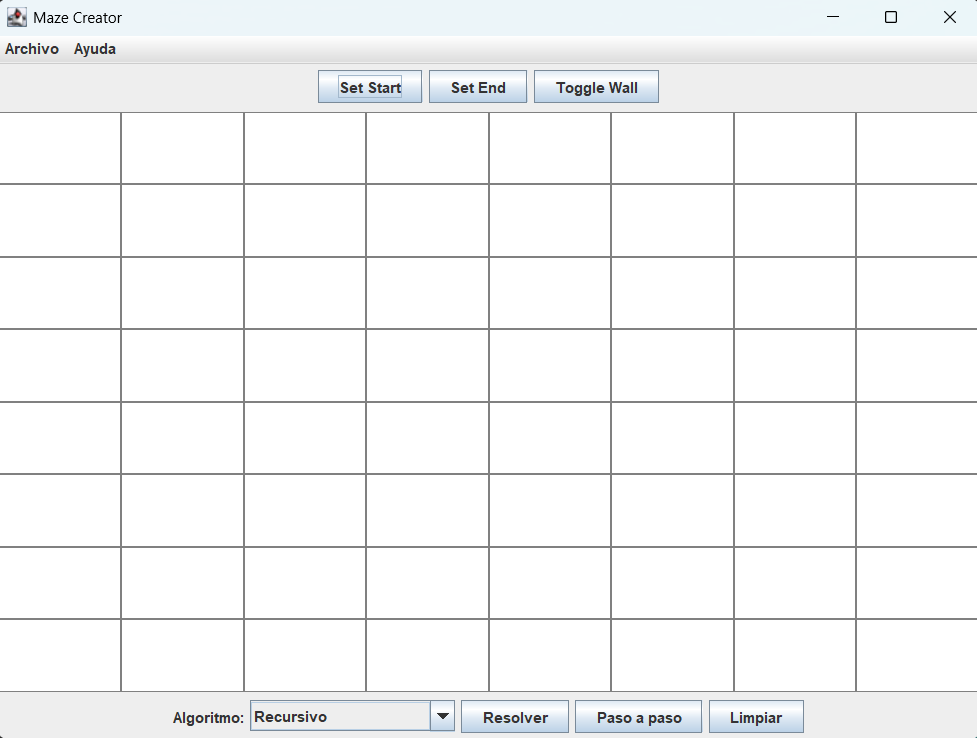 Maze Creator
Archivo Ayuda
Set Start Set End Toggle Wall
Algoritmo: Recursivo Resolver Paso a paso Limpiar